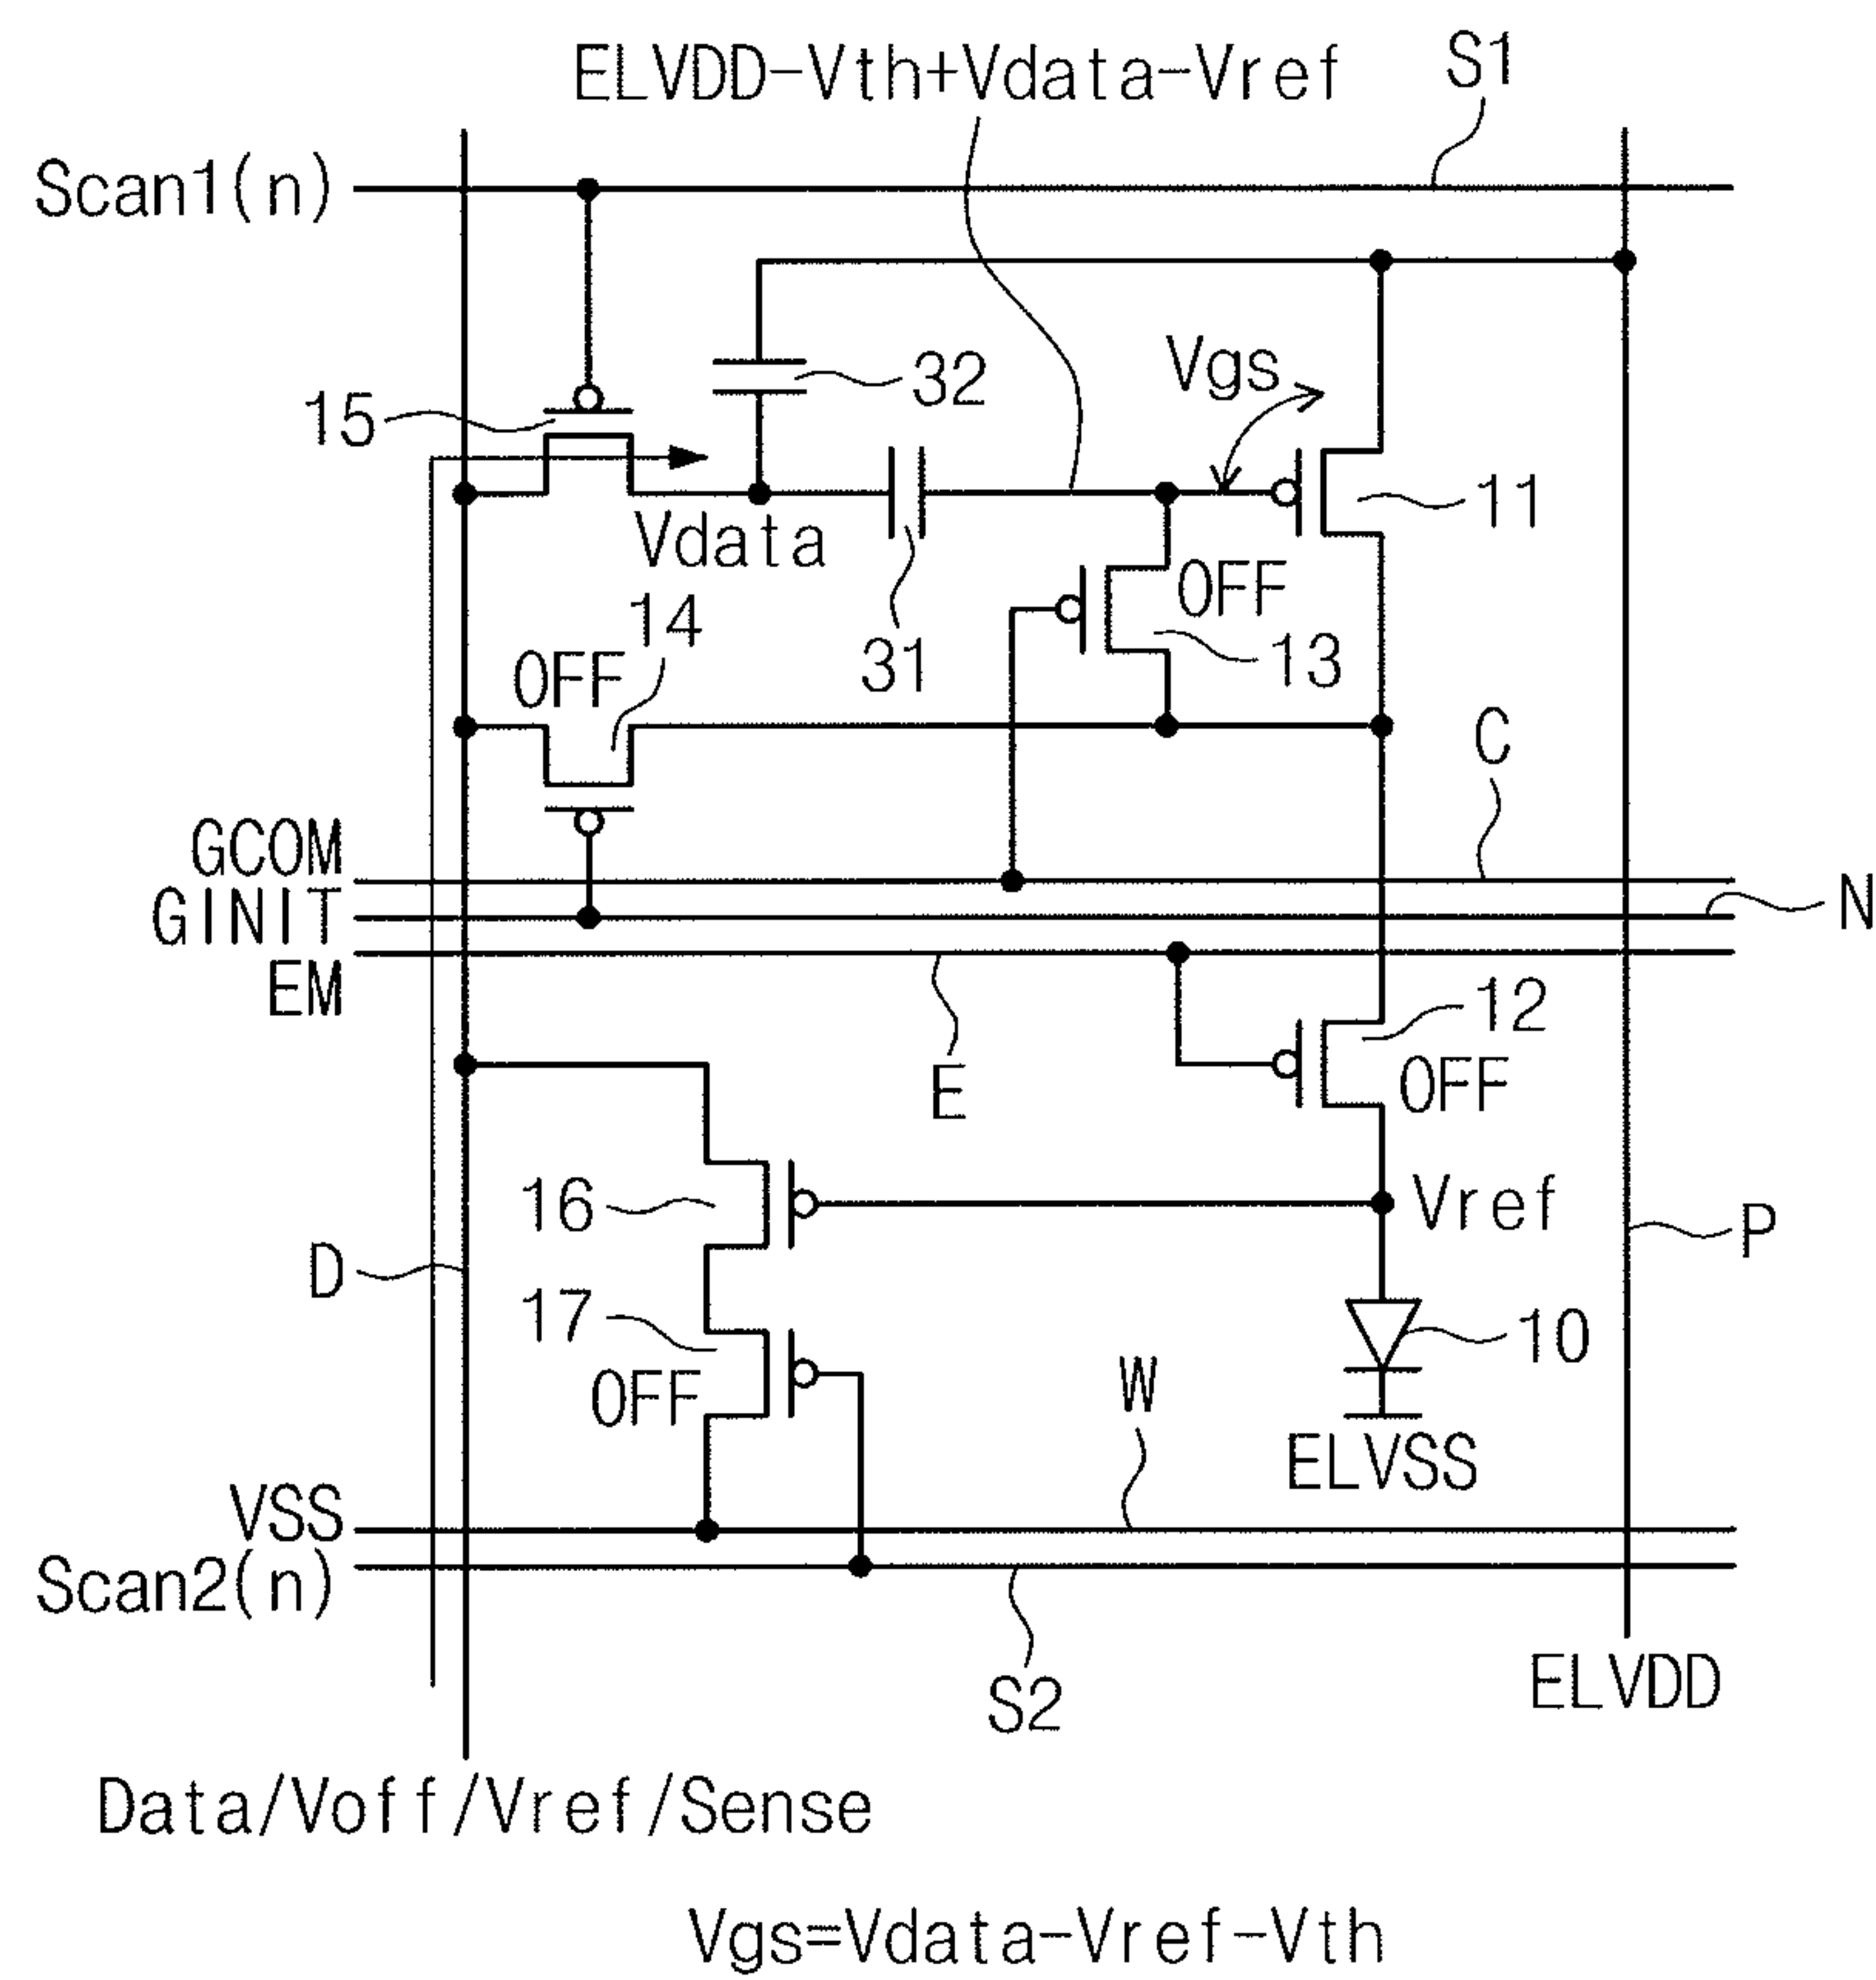 ELVDD-Vth+Vdata-Vref
S1
Scan1(n)
Vgs
32
15
11
Vdata
OFF
14
31
13
OFF
C
GCOM
GINIT
N
EM
12
E
OFF
16
Vref
P
D
17
10
OFF
W
ELVSS
VSS
Scan2(n)
S2
ELVDD
Data/Voff/Vref/Sense
Vgs=Vdata-Vref-Vth